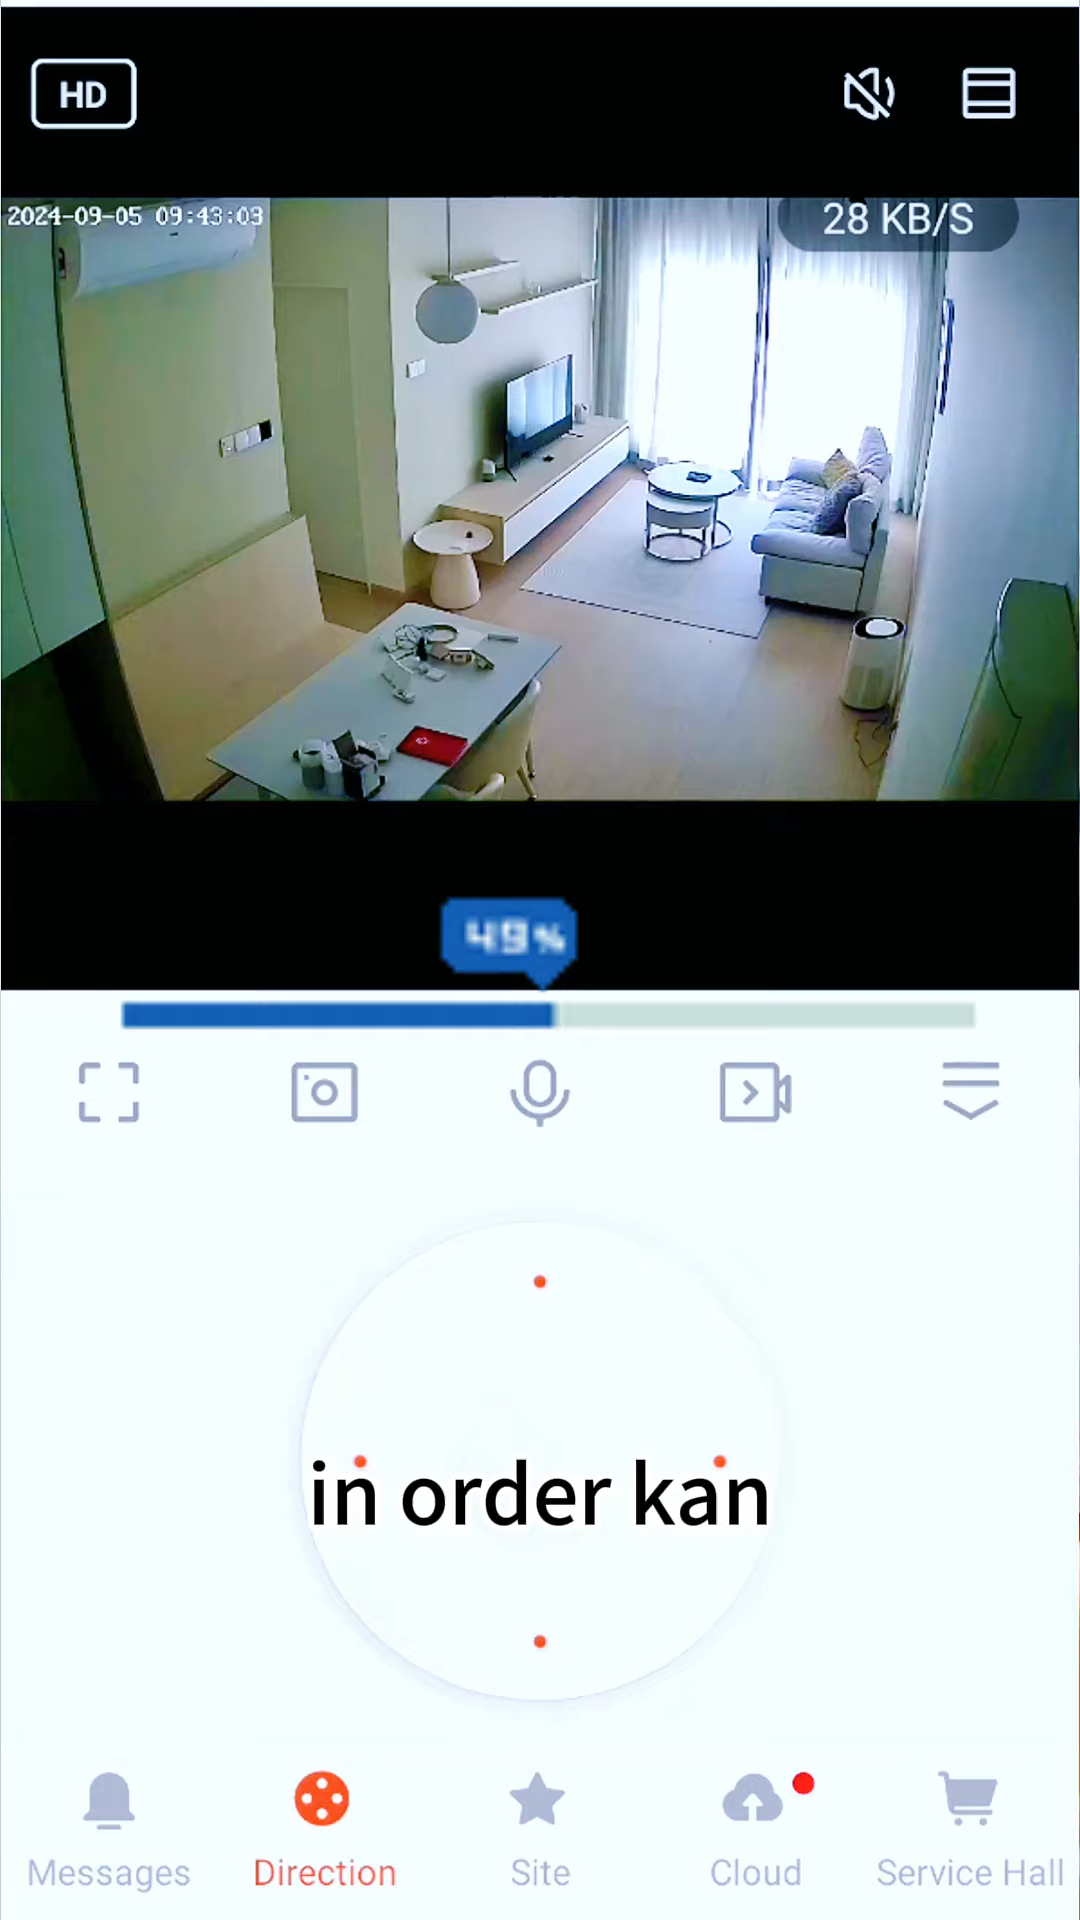 HD
2024-09-05 09:43:03
28 KB/S
49%
in order kan
Messages
Direction
Site
Cloud
Service Hall